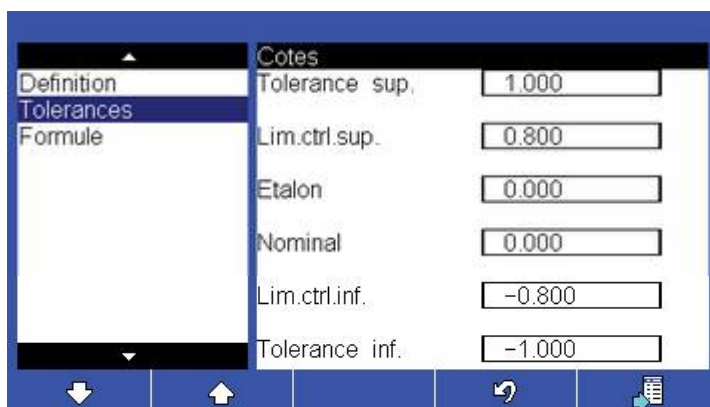 Definition
Tolerances
Formule
Cotes
Tolerance sup. 1.000
Lim.ctrl.sup. 0.800
Etalon 0.000
Nominal 0.000
Lim.ctrl.inf. -0.800
Tolerance inf. -1.000